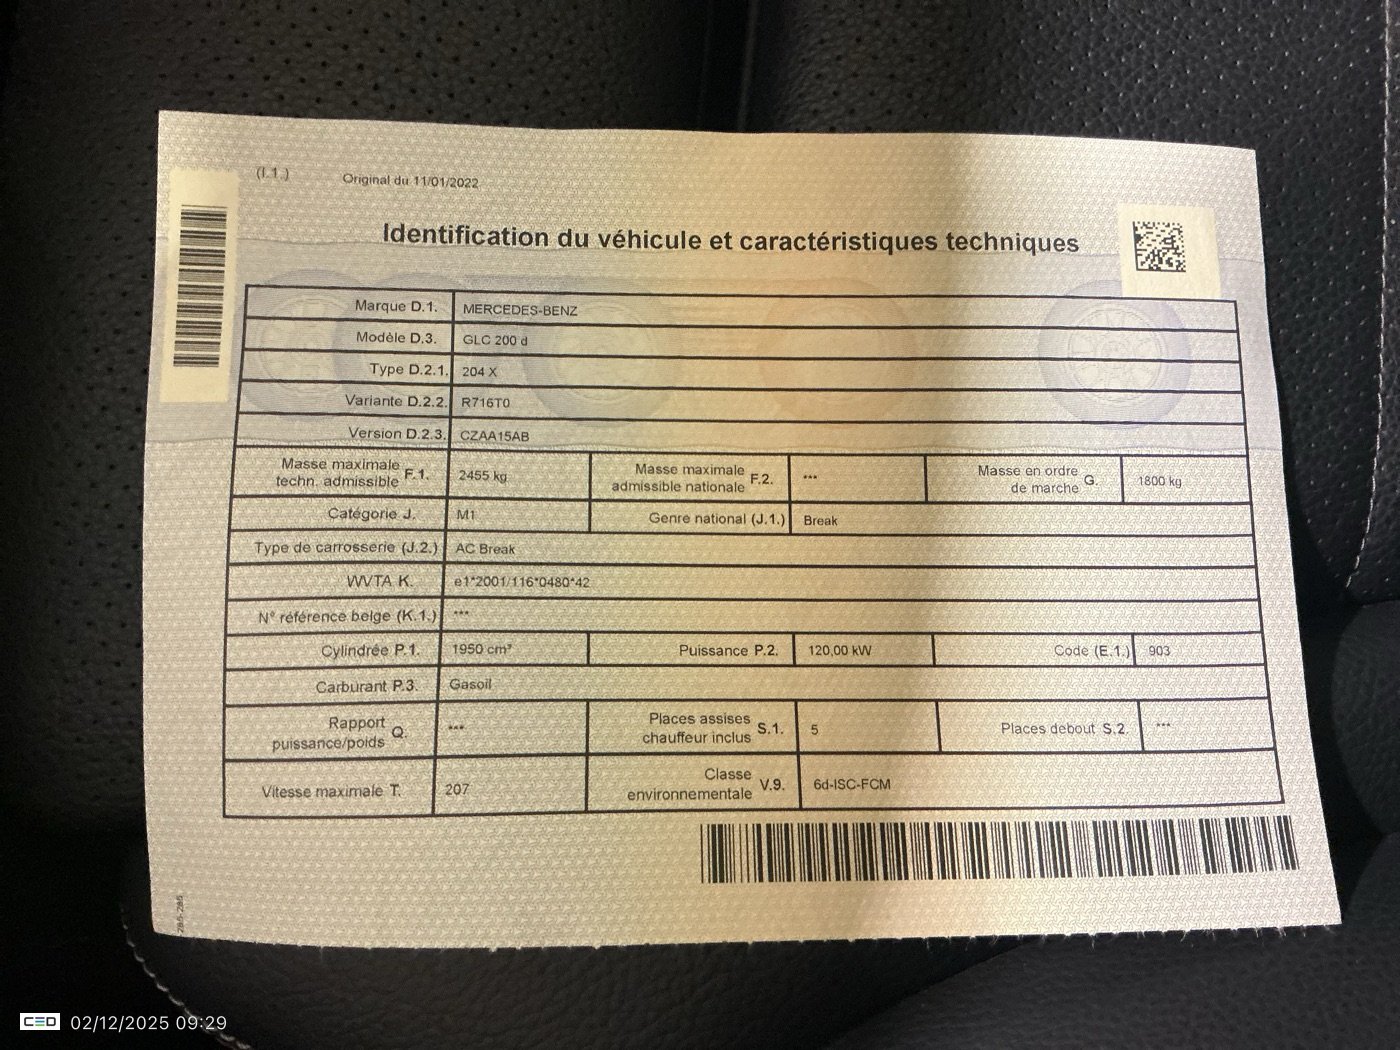 (I.1.) Original du 11/01/2022
Identification du véhicule et caractéristiques techniques
Marque D.1. MERCEDES-BENZ
Modèle D.3. GLC 200 d
Type D.2.1. 204 X
Variante D.2.2. R716T0
Version D.2.3. CZAA15AB
Masse maximale techn. admissible F.1. 2455 kg Masse maximale admissible nationale F.2. *** Masse en ordre de marche G. 1800 kg
Catégorie J. M1 Genre national (J.1.) Break
Type de carrosserie (J.2.) AC Break
WVTA K. e1*2001/116*0480*42
N° référence belge (K.1.) ***
Cylindrée P.1. 1950 cm³ Puissance P.2. 120,00 kW Code (E.1.) 903
Carburant P.3. Gasoil
Rapport puissance/poids Q. *** Places assises chauffeur inclus S.1. 5 Places debout S.2. ***
Vitesse maximale T. 207 Classe environnementale V.9. 6d-ISC-FCM
CED 02/12/2025 09:29